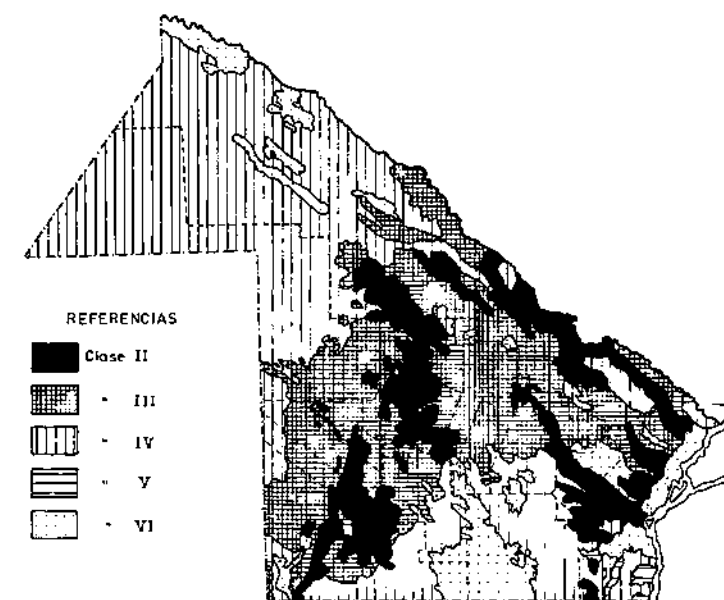 REFERENCIAS
Clase II
" III
" IV
" V
" VI